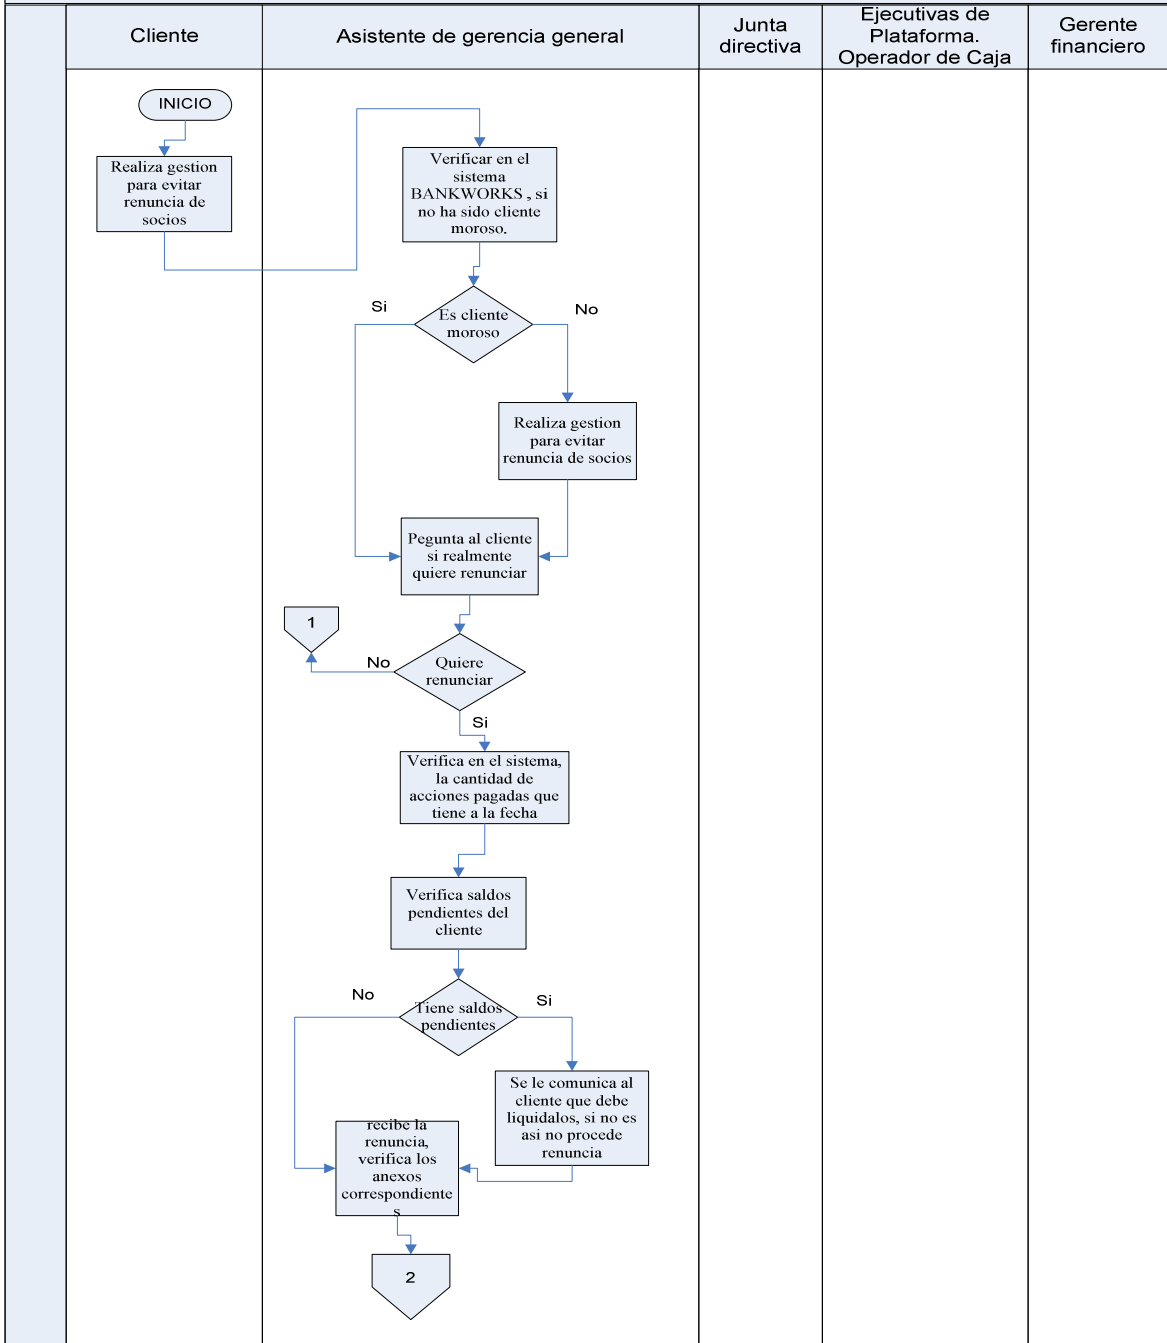 Cliente
Asistente de gerencia general
Junta
directiva
Ejecutivas de
Plataforma.
Operador de Caja
Gerente
financiero
INICIO
Realiza gestion
para evitar
renuncia de
socios
Verificar en el
sistema
BANKWORKS , si
no ha sido cliente
moroso.
Si
Es cliente
moroso
No
Realiza gestion
para evitar
renuncia de socios
Pegunta al cliente
si realmente
quiere renunciar
1
No
Quiere
renunciar
Si
Verifica en el sistema,
la cantidad de
acciones pagadas que
tiene a la fecha
Verifica saldos
pendientes del
cliente
No
Tiene saldos
pendientes
Si
Se le comunica al
cliente que debe
liquidalos, si no es
asi no procede
renuncia
recibe la
renuncia,
verifica los
anexos
correspondiente
s
2